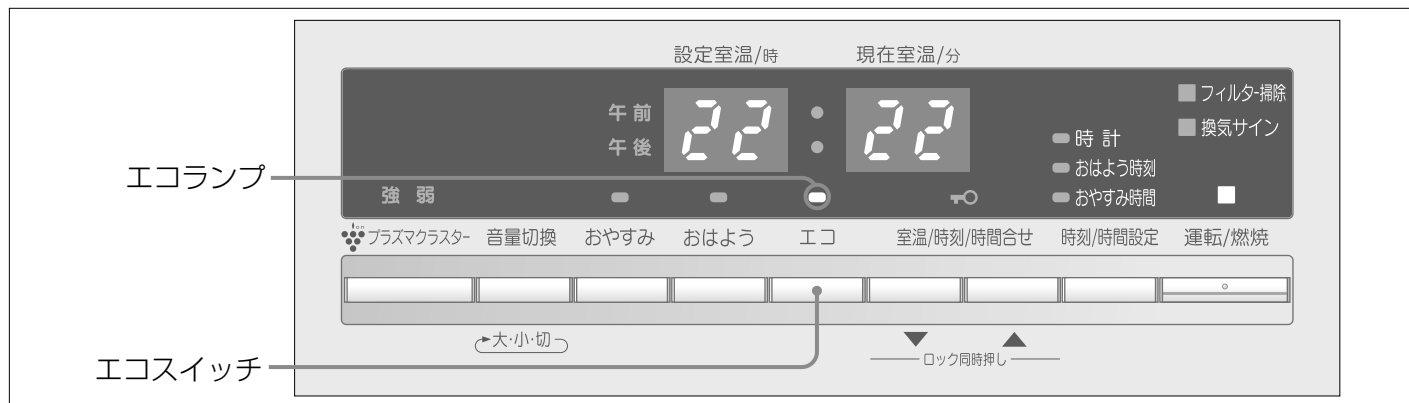 設定室温/時 現在室温/分
午前 22 : 22
午後
フィルター掃除
換気サイン
時計
おはよう時刻
おやすみ時間
エコランプ
強 弱
ion
プラズマクラスター 音量切換 おやすみ おはよう エコ 室温/時刻/時間合せ 時刻/時間設定 運転/燃焼
大・小・切
▼ ▲
ロック同時押し
エコスイッチ